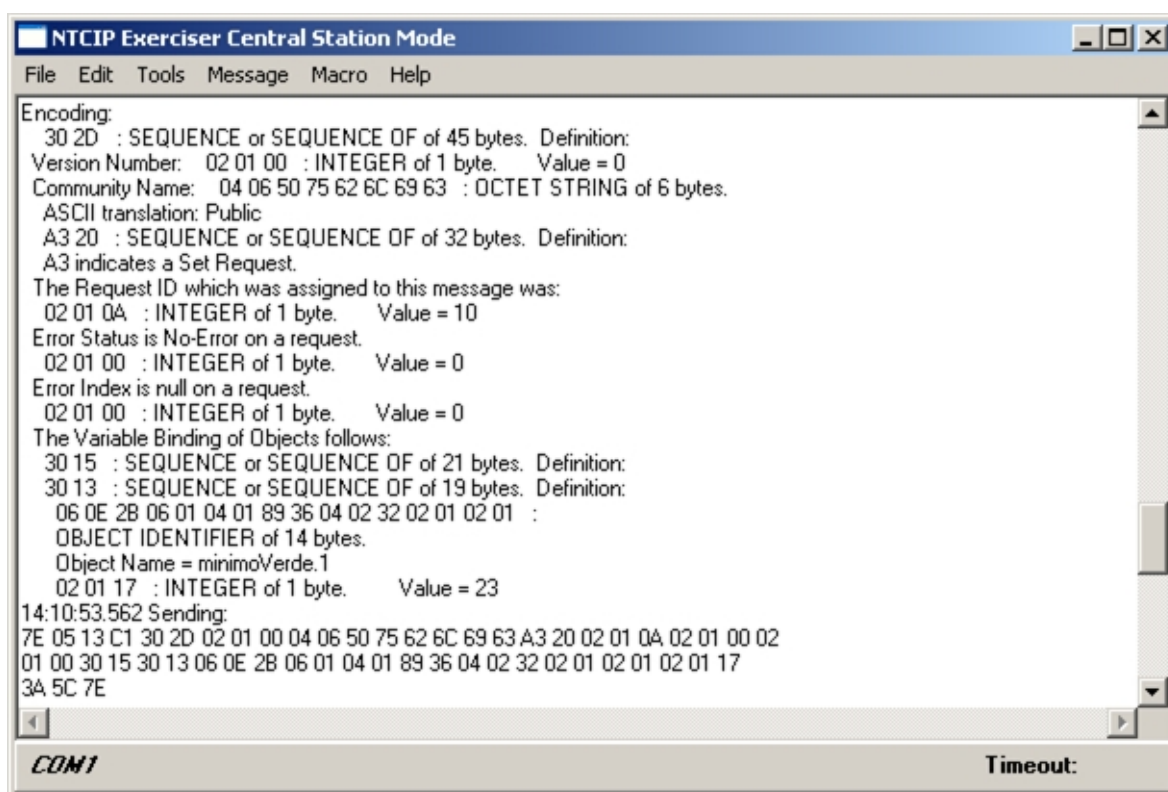 NTCIP Exerciser Central Station Mode
File Edit Tools Message Macro Help
Encoding:
30 2D : SEQUENCE or SEQUENCE OF of 45 bytes. Definition:
Version Number: 02 01 00 : INTEGER of 1 byte. Value = 0
Community Name: 04 06 50 75 62 6C 69 63 : OCTET STRING of 6 bytes.
ASCII translation: Public
A3 20 : SEQUENCE or SEQUENCE OF of 32 bytes. Definition:
A3 indicates a Set Request.
The Request ID which was assigned to this message was:
02 01 0A : INTEGER of 1 byte. Value = 10
Error Status is No-Error on a request.
02 01 00 : INTEGER of 1 byte. Value = 0
Error Index is null on a request.
02 01 00 : INTEGER of 1 byte. Value = 0
The Variable Binding of Objects follows:
30 15 : SEQUENCE or SEQUENCE OF of 21 bytes. Definition:
30 13 : SEQUENCE or SEQUENCE OF of 19 bytes. Definition:
06 0E 2B 06 01 04 01 89 36 04 02 32 02 01 02 01 :
OBJECT IDENTIFIER of 14 bytes.
Object Name = minimoVerde.1
02 01 17 : INTEGER of 1 byte. Value = 23
14:10:53.562 Sending:
7E 05 13 C1 30 2D 02 01 00 04 06 50 75 62 6C 69 63 A3 20 02 01 0A 02 01 00 02
01 00 30 15 30 13 06 0E 2B 06 01 04 01 89 36 04 02 32 02 01 02 01 02 01 17
3A 5C 7E
COM1 Timeout: